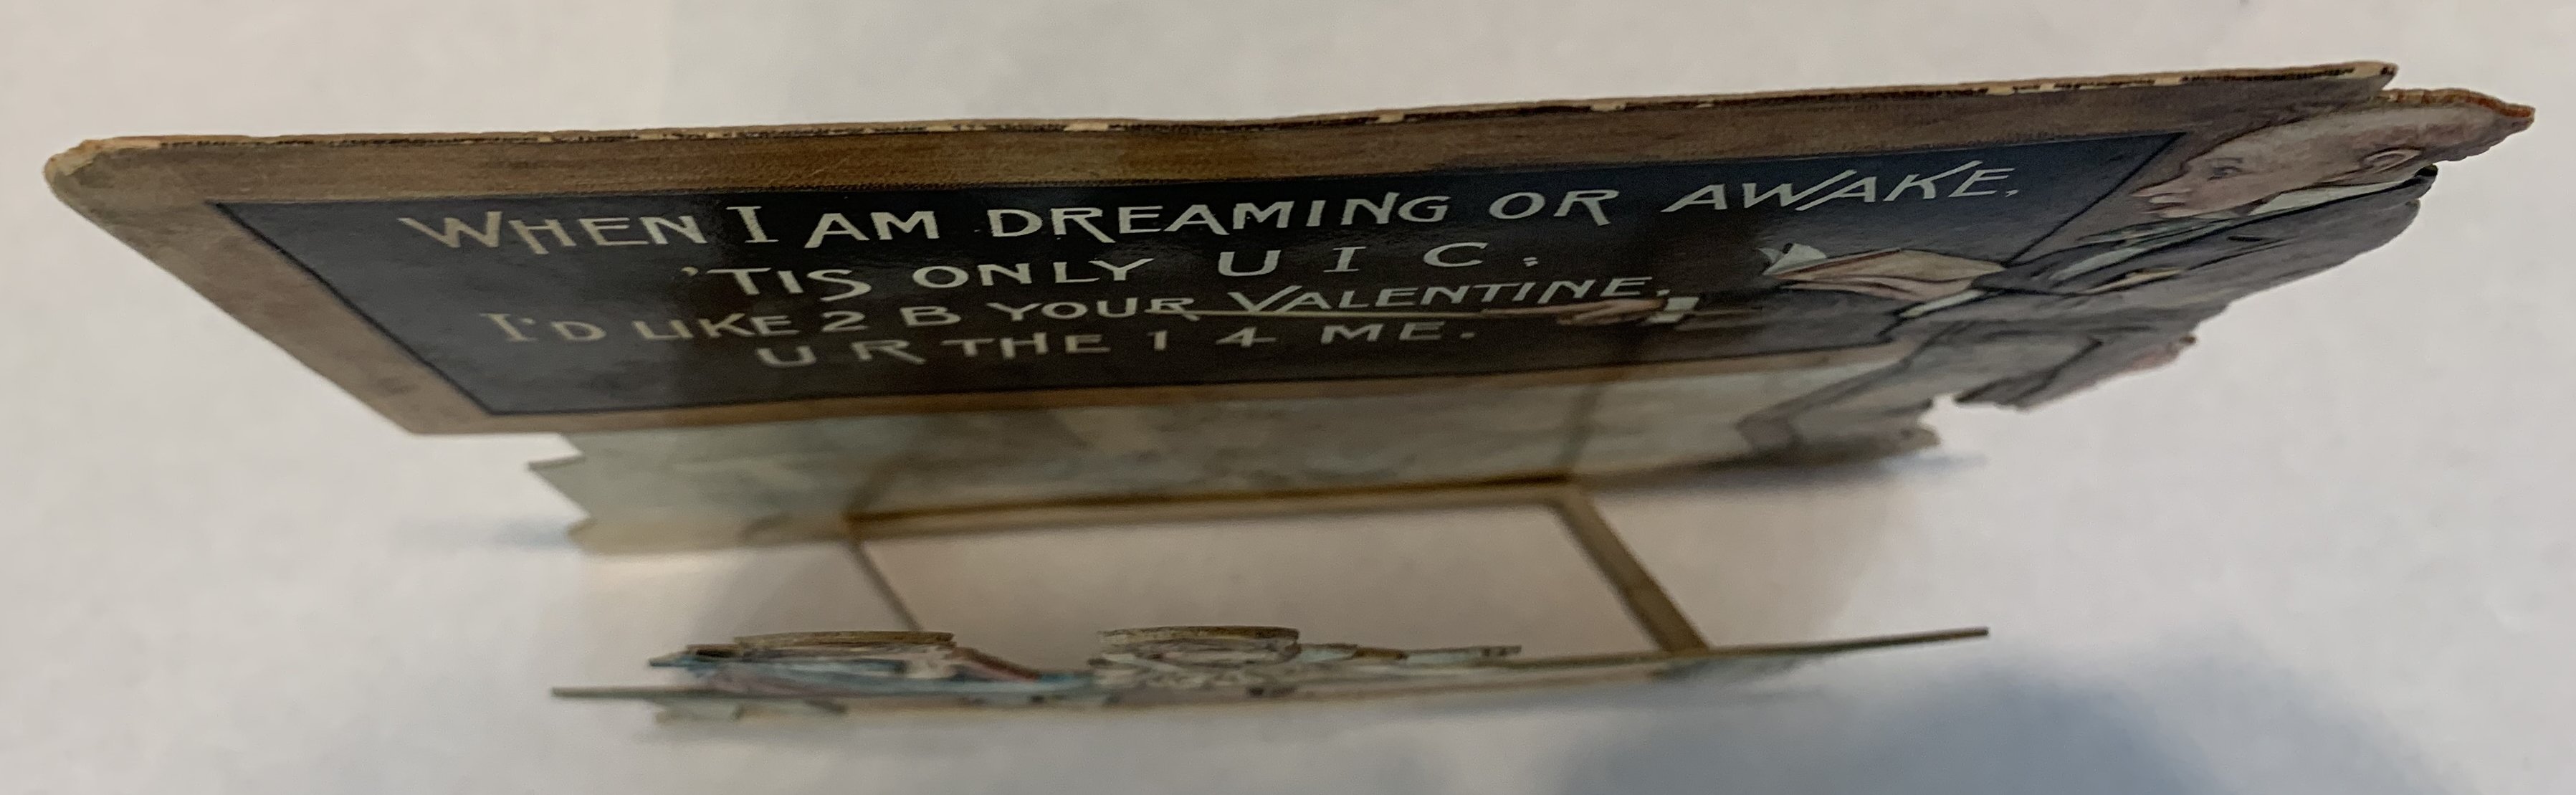 WHEN I AM DREAMING OR AWAKE,
'TIS ONLY U I C;
I'D LIKE 2 B YOUR VALENTINE,
U R THE 1 4 ME.